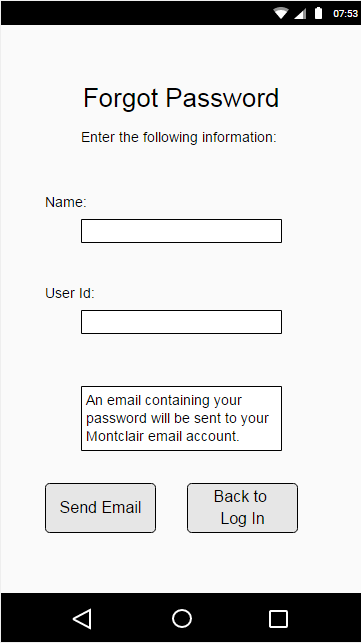 07:53
Forgot Password
Enter the following information:
Name:
User Id:
An email containing your
password will be sent to your
Montclair email account.
Send Email
Back to
Log In